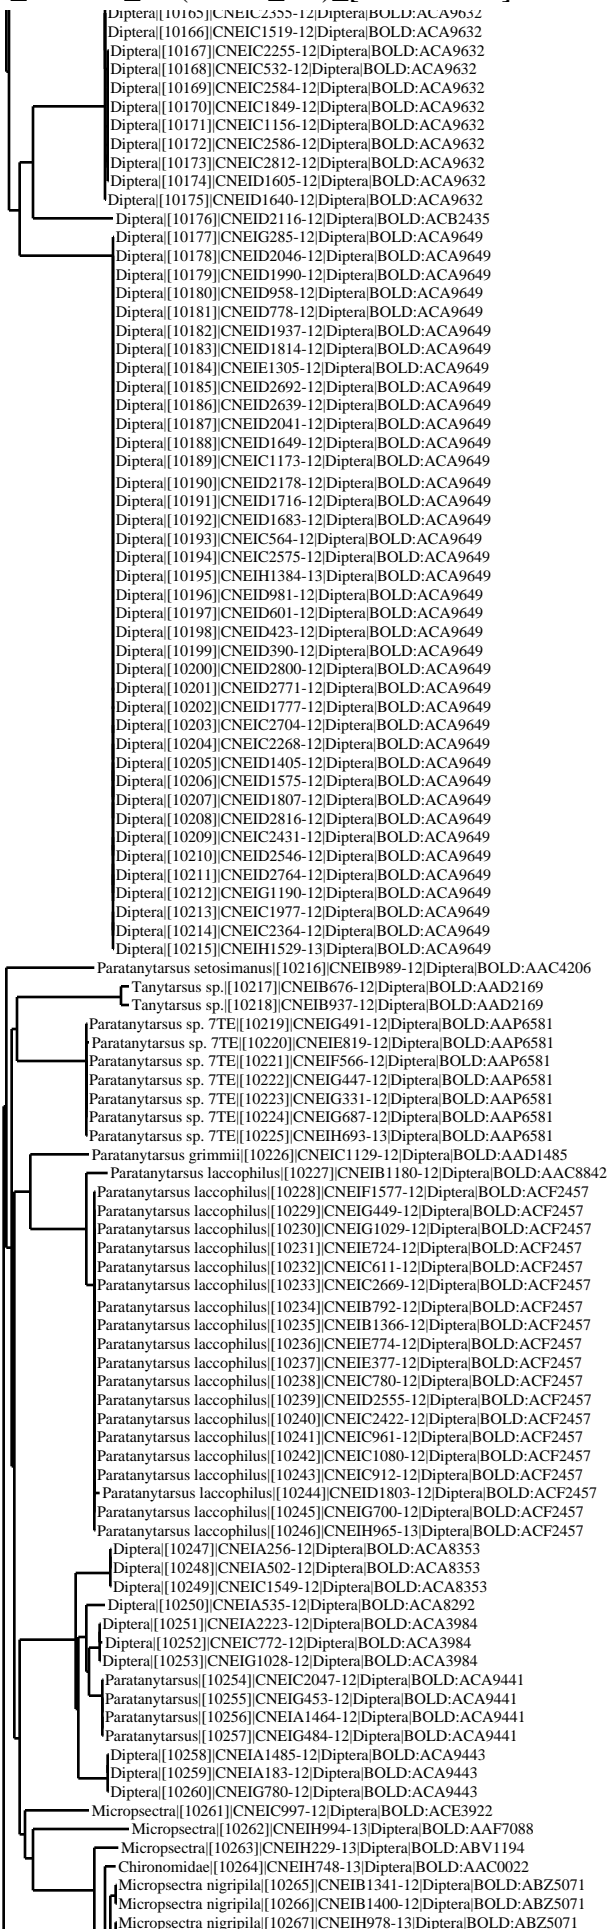 Diptera|[10165]|CNEIC2355-12|Diptera|BOLD:ACA9632
Diptera|[10166]|CNEIC1519-12|Diptera|BOLD:ACA9632
Diptera|[10167]|CNEIC2255-12|Diptera|BOLD:ACA9632
Diptera|[10168]|CNEIC532-12|Diptera|BOLD:ACA9632
Diptera|[10169]|CNEIC2584-12|Diptera|BOLD:ACA9632
Diptera|[10170]|CNEIC1849-12|Diptera|BOLD:ACA9632
Diptera|[10171]|CNEIC1156-12|Diptera|BOLD:ACA9632
Diptera|[10172]|CNEIC2586-12|Diptera|BOLD:ACA9632
Diptera|[10173]|CNEIC2812-12|Diptera|BOLD:ACA9632
Diptera|[10174]|CNEID1605-12|Diptera|BOLD:ACA9632
Diptera|[10175]|CNEID1640-12|Diptera|BOLD:ACA9632
Diptera|[10176]|CNEID2116-12|Diptera|BOLD:ACB2435
Diptera|[10177]|CNEIG285-12|Diptera|BOLD:ACA9649
Diptera|[10178]|CNEID2046-12|Diptera|BOLD:ACA9649
Diptera|[10179]|CNEID1990-12|Diptera|BOLD:ACA9649
Diptera|[10180]|CNEID958-12|Diptera|BOLD:ACA9649
Diptera|[10181]|CNEID778-12|Diptera|BOLD:ACA9649
Diptera|[10182]|CNEID1937-12|Diptera|BOLD:ACA9649
Diptera|[10183]|CNEID1814-12|Diptera|BOLD:ACA9649
Diptera|[10184]|CNEIE1305-12|Diptera|BOLD:ACA9649
Diptera|[10185]|CNEID2692-12|Diptera|BOLD:ACA9649
Diptera|[10186]|CNEID2639-12|Diptera|BOLD:ACA9649
Diptera|[10187]|CNEID2041-12|Diptera|BOLD:ACA9649
Diptera|[10188]|CNEID1649-12|Diptera|BOLD:ACA9649
Diptera|[10189]|CNEIC1173-12|Diptera|BOLD:ACA9649
Diptera|[10190]|CNEID2178-12|Diptera|BOLD:ACA9649
Diptera|[10191]|CNEID1716-12|Diptera|BOLD:ACA9649
Diptera|[10192]|CNEID1683-12|Diptera|BOLD:ACA9649
Diptera|[10193]|CNEIC564-12|Diptera|BOLD:ACA9649
Diptera|[10194]|CNEIC2575-12|Diptera|BOLD:ACA9649
Diptera|[10195]|CNEIH1384-13|Diptera|BOLD:ACA9649
Diptera|[10196]|CNEID981-12|Diptera|BOLD:ACA9649
Diptera|[10197]|CNEID601-12|Diptera|BOLD:ACA9649
Diptera|[10198]|CNEID423-12|Diptera|BOLD:ACA9649
Diptera|[10199]|CNEID390-12|Diptera|BOLD:ACA9649
Diptera|[10200]|CNEID2800-12|Diptera|BOLD:ACA9649
Diptera|[10201]|CNEID2771-12|Diptera|BOLD:ACA9649
Diptera|[10202]|CNEID1777-12|Diptera|BOLD:ACA9649
Diptera|[10203]|CNEIC2704-12|Diptera|BOLD:ACA9649
Diptera|[10204]|CNEIC2268-12|Diptera|BOLD:ACA9649
Diptera|[10205]|CNEID1405-12|Diptera|BOLD:ACA9649
Diptera|[10206]|CNEID1575-12|Diptera|BOLD:ACA9649
Diptera|[10207]|CNEID1807-12|Diptera|BOLD:ACA9649
Diptera|[10208]|CNEID2816-12|Diptera|BOLD:ACA9649
Diptera|[10209]|CNEIC2431-12|Diptera|BOLD:ACA9649
Diptera|[10210]|CNEID2546-12|Diptera|BOLD:ACA9649
Diptera|[10211]|CNEID2764-12|Diptera|BOLD:ACA9649
Diptera|[10212]|CNEIG1190-12|Diptera|BOLD:ACA9649
Diptera|[10213]|CNEIC1977-12|Diptera|BOLD:ACA9649
Diptera|[10214]|CNEIC2364-12|Diptera|BOLD:ACA9649
Diptera|[10215]|CNEIH1529-13|Diptera|BOLD:ACA9649
Paratanytarsus setosimanus|[10216]|CNEIB989-12|Diptera|BOLD:AAC4206
Tanytarsus sp.|[10217]|CNEIB676-12|Diptera|BOLD:AAD2169
Tanytarsus sp.|[10218]|CNEIB937-12|Diptera|BOLD:AAD2169
Paratanytarsus sp. 7TE|[10219]|CNEIG491-12|Diptera|BOLD:AAP6581
Paratanytarsus sp. 7TE|[10220]|CNEIE819-12|Diptera|BOLD:AAP6581
Paratanytarsus sp. 7TE|[10221]|CNEIF566-12|Diptera|BOLD:AAP6581
Paratanytarsus sp. 7TE|[10222]|CNEIG447-12|Diptera|BOLD:AAP6581
Paratanytarsus sp. 7TE|[10223]|CNEIG331-12|Diptera|BOLD:AAP6581
Paratanytarsus sp. 7TE|[10224]|CNEIG687-12|Diptera|BOLD:AAP6581
Paratanytarsus sp. 7TE|[10225]|CNEIH693-13|Diptera|BOLD:AAP6581
Paratanytarsus grimmii|[10226]|CNEIC1129-12|Diptera|BOLD:AAD1485
Paratanytarsus laccophilus|[10227]|CNEIB1180-12|Diptera|BOLD:AAC8842
Paratanytarsus laccophilus|[10228]|CNEIF1577-12|Diptera|BOLD:ACF2457
Paratanytarsus laccophilus|[10229]|CNEIG449-12|Diptera|BOLD:ACF2457
Paratanytarsus laccophilus|[10230]|CNEIG1029-12|Diptera|BOLD:ACF2457
Paratanytarsus laccophilus|[10231]|CNEIE724-12|Diptera|BOLD:ACF2457
Paratanytarsus laccophilus|[10232]|CNEIC611-12|Diptera|BOLD:ACF2457
Paratanytarsus laccophilus|[10233]|CNEIC2669-12|Diptera|BOLD:ACF2457
Paratanytarsus laccophilus|[10234]|CNEIB792-12|Diptera|BOLD:ACF2457
Paratanytarsus laccophilus|[10235]|CNEIB1366-12|Diptera|BOLD:ACF2457
Paratanytarsus laccophilus|[10236]|CNEIE774-12|Diptera|BOLD:ACF2457
Paratanytarsus laccophilus|[10237]|CNEIE377-12|Diptera|BOLD:ACF2457
Paratanytarsus laccophilus|[10238]|CNEIC780-12|Diptera|BOLD:ACF2457
Paratanytarsus laccophilus|[10239]|CNEID2555-12|Diptera|BOLD:ACF2457
Paratanytarsus laccophilus|[10240]|CNEIC2422-12|Diptera|BOLD:ACF2457
Paratanytarsus laccophilus|[10241]|CNEIC961-12|Diptera|BOLD:ACF2457
Paratanytarsus laccophilus|[10242]|CNEIC1080-12|Diptera|BOLD:ACF2457
Paratanytarsus laccophilus|[10243]|CNEIC912-12|Diptera|BOLD:ACF2457
Paratanytarsus laccophilus|[10244]|CNEID1803-12|Diptera|BOLD:ACF2457
Paratanytarsus laccophilus|[10245]|CNEIG700-12|Diptera|BOLD:ACF2457
Paratanytarsus laccophilus|[10246]|CNEIH965-13|Diptera|BOLD:ACF2457
Diptera|[10247]|CNEIA256-12|Diptera|BOLD:ACA8353
Diptera|[10248]|CNEIA502-12|Diptera|BOLD:ACA8353
Diptera|[10249]|CNEIC1549-12|Diptera|BOLD:ACA8353
Diptera|[10250]|CNEIA535-12|Diptera|BOLD:ACA8292
Diptera|[10251]|CNEIA2223-12|Diptera|BOLD:ACA3984
Diptera|[10252]|CNEIC772-12|Diptera|BOLD:ACA3984
Diptera|[10253]|CNEIG1028-12|Diptera|BOLD:ACA3984
Paratanytarsus|[10254]|CNEIC2047-12|Diptera|BOLD:ACA9441
Paratanytarsus|[10255]|CNEIG453-12|Diptera|BOLD:ACA9441
Paratanytarsus|[10256]|CNEIA1464-12|Diptera|BOLD:ACA9441
Paratanytarsus|[10257]|CNEIG484-12|Diptera|BOLD:ACA9441
Diptera|[10258]|CNEIA1485-12|Diptera|BOLD:ACA9443
Diptera|[10259]|CNEIA183-12|Diptera|BOLD:ACA9443
Diptera|[10260]|CNEIG780-12|Diptera|BOLD:ACA9443
Micropsectra|[10261]|CNEIC997-12|Diptera|BOLD:ACE3922
Micropsectra|[10262]|CNEIH994-13|Diptera|BOLD:AAF7088
Micropsectra|[10263]|CNEIH229-13|Diptera|BOLD:ABV1194
Chironomidae|[10264]|CNEIH748-13|Diptera|BOLD:AAC0022
Micropsectra nigripila|[10265]|CNEIB1341-12|Diptera|BOLD:ABZ5071
Micropsectra nigripila|[10266]|CNEIB1400-12|Diptera|BOLD:ABZ5071
Micropsectra nigripila|[10267]|CNEIH978-13|Diptera|BOLD:ABZ5071